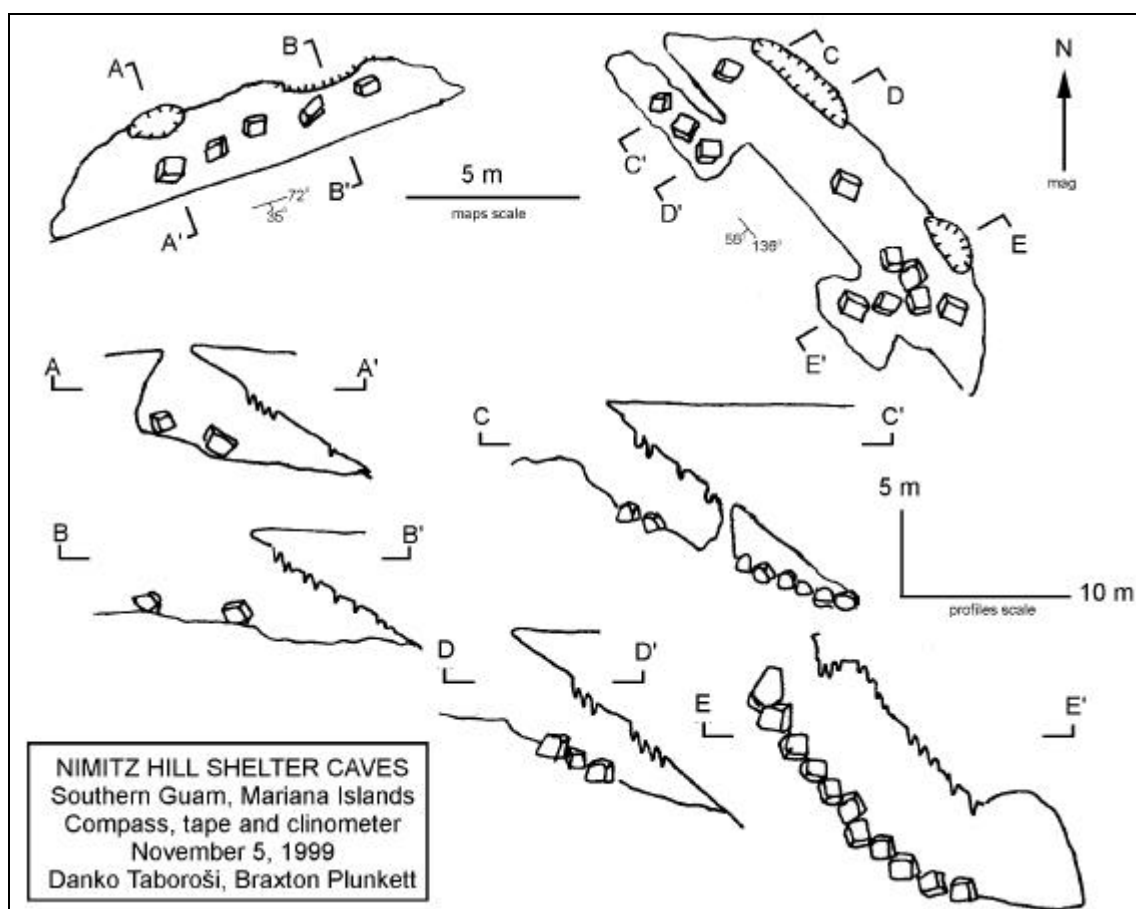 A
B
C
D
N
mag
C'
D'
5 m
maps scale
72°
35°
A'
B'
56°
136°
E
E'
A
A'
C
C'
5 m
10 m
profiles scale
B
B'
D
D'
E
E'
NIMITZ HILL SHELTER CAVES
Southern Guam, Mariana Islands
Compass, tape and clinometer
November 5, 1999
Danko Taboroši, Braxton Plunkett